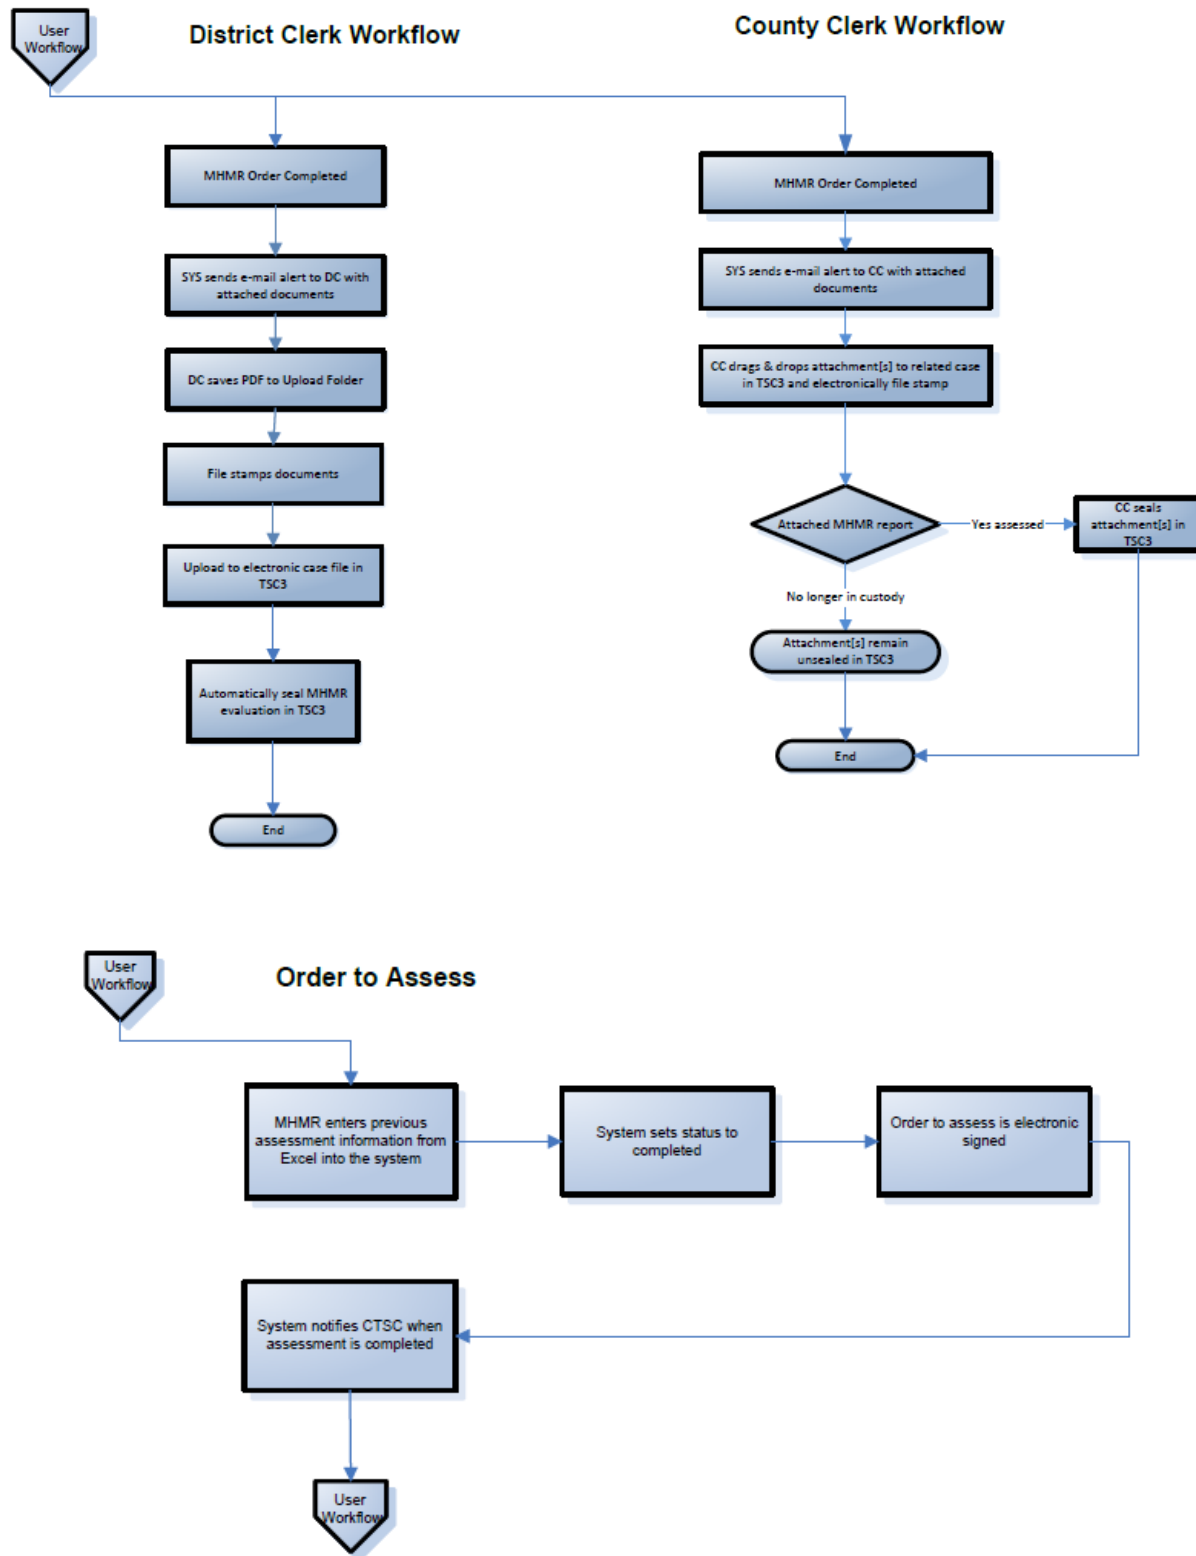 User
Workflow
District Clerk Workflow
County Clerk Workflow
MHMR Order Completed
SYS sends e-mail alert to DC with
attached documents
DC saves PDF to Upload Folder
File stamps documents
Upload to electronic case file in
TSC3
Automatically seal MHMR
evaluation in TSC3
End
MHMR Order Completed
SYS sends e-mail alert to CC with attached
documents
CC drags & drops attachment[s] to related case
in TSC3 and electronically file stamp
Attached MHMR report
Yes assessed
CC seals
attachment[s] in
TSC3
No longer in custody
Attachment[s] remain
unsealed in TSC3
End
User
Workflow
Order to Assess
MHMR enters previous
assessment information from
Excel into the system
System sets status to
completed
Order to assess is electronic
signed
System notifies CTSC when
assessment is completed
User
Workflow